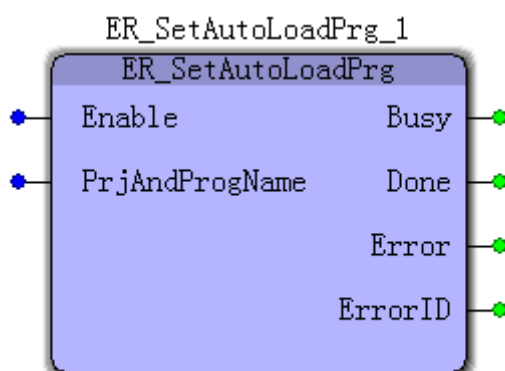 ER_SetAutoLoadPrg_1
ER_SetAutoLoadPrg
Enable Busy
PrjAndProgName Done
Error
ErrorID